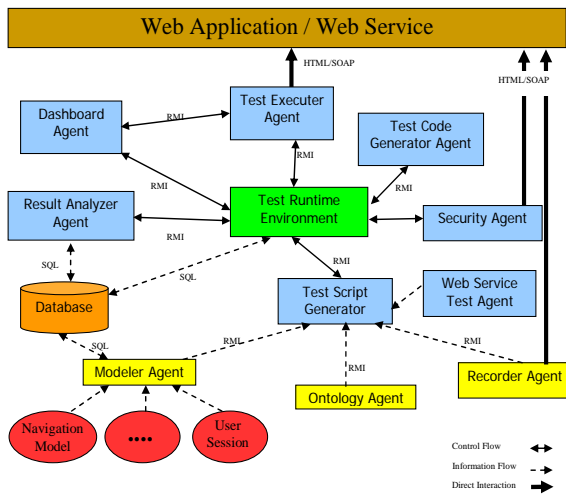 Web Application / Web Service
HTML/SOAP
HTML/SOAP
Dashboard
Agent
RMI
Test Executer
Agent
Test Code
Generator Agent
RMI
RMI
RMI
Result Analyzer
Agent
RMI
Test Runtime
Environment
Security Agent
SQL
SQL
RMI
Database
Test Script
Generator
Web Service
Test Agent
SQL
RMI
RMI
Modeler Agent
RMI
Recorder Agent
Ontology Agent
Navigation
Model
....
User
Session
Control Flow
Information Flow
Direct Interaction